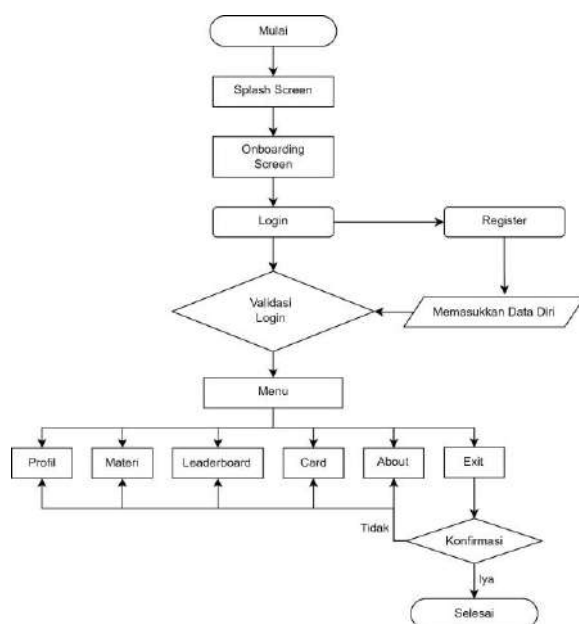 Mulai
Splash Screen
Onboarding
Screen
Login
Register
Validasi
Login
Memasukkan Data Diri
Menu
Profil
Materi
Leaderboard
Card
About
Exit
Tidak
Konfirmasi
Iya
Selesai